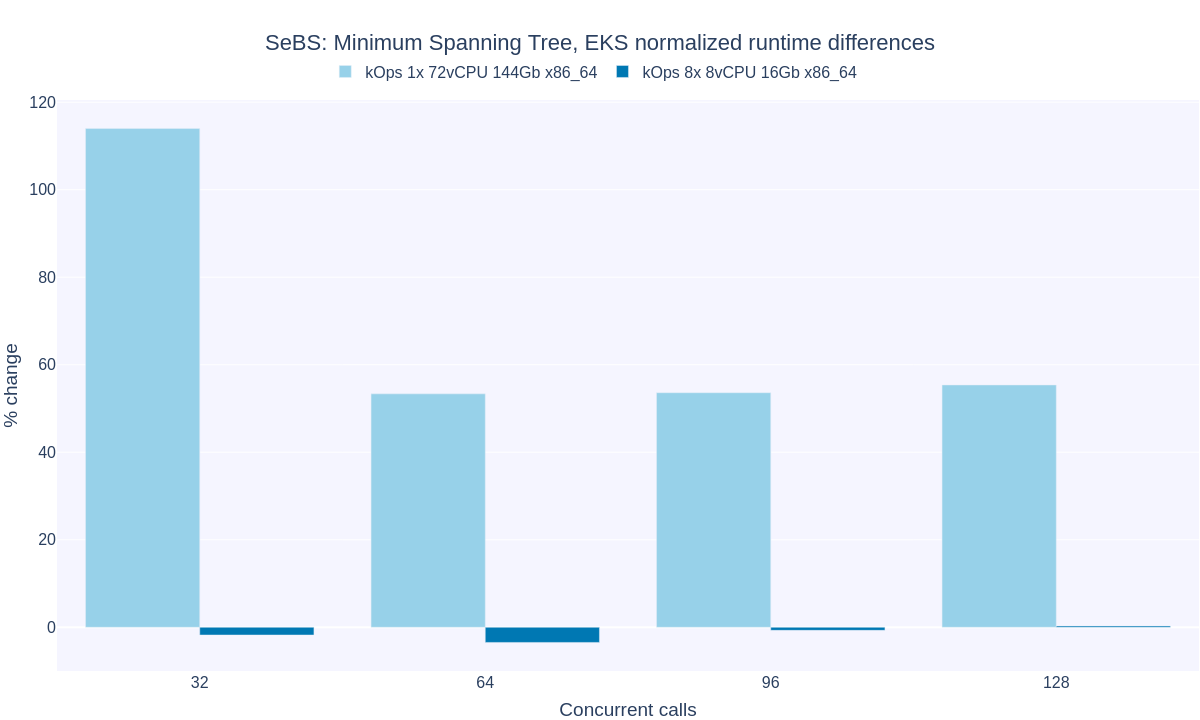 SeBS: Minimum Spanning Tree, EKS normalized runtime differences
kOps 1x 72vCPU 144Gb x86_64 kOps 8x 8vCPU 16Gb x86_64
120
100
80
60
40
20
0
% change
32 64 96 128
Concurrent calls